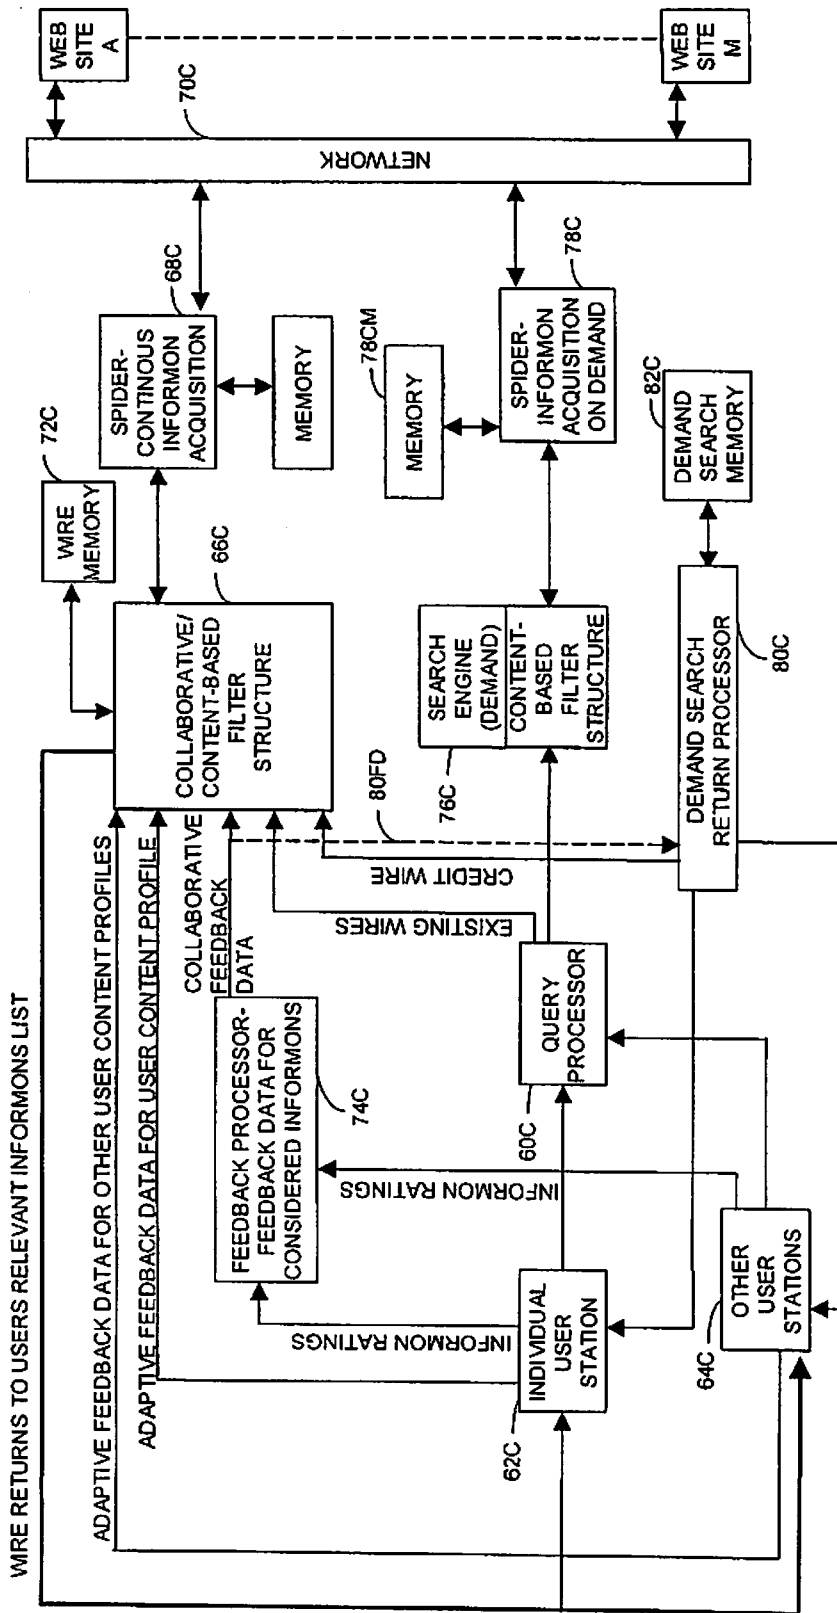 WIRE RETURNS TO USERS RELEVANT INFORMONS LIST
ADAPTIVE FEEDBACK DATA FOR OTHER USER CONTENT PROFILES
ADAPTIVE FEEDBACK DATA FOR USER CONTENT PROFILE
COLLABORATIVE
FEEDBACK
DATA
COLLABORATIVE/
CONTENT-BASED
FILTER
STRUCTURE
66C
WIRE
MEMORY
72C
SPIDER-
CONTINOUS
INFORMON
ACQUISITION
68C
MEMORY
NETWORK
70C
WEB
SITE
A
WEB
SITE
M
FEEDBACK PROCESSOR-
FEEDBACK DATA FOR
CONSIDERED INFORMONS
74C
INFORMON RATINGS
INFORMON RATINGS
EXISTING WIRES
CREDIT WIRE
80FD
INDIVIDUAL
USER
STATION
62C
QUERY
PROCESSOR
60C
SEARCH
ENGINE
(DEMAND)
CONTENT-
BASED
FILTER
STRUCTURE
76C
MEMORY
78CM
SPIDER-
INFORMON
ACQUISITION
ON DEMAND
78C
OTHER
USER
STATIONS
64C
DEMAND SEARCH
RETURN PROCESSOR
80C
DEMAND
SEARCH
MEMORY
82C